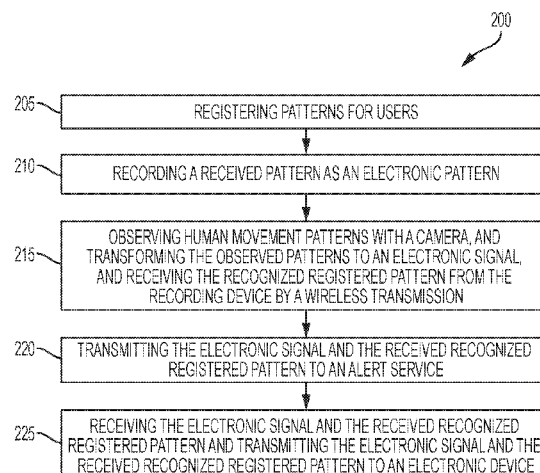 200
205
REGISTERING PATTERNS FOR USERS
210
RECORDING A RECEIVED PATTERN AS AN ELECTRONIC PATTERN
215
OBSERVING HUMAN MOVEMENT PATTERNS WITH A CAMERA, AND
TRANSFORMING THE OBSERVED PATTERNS TO AN ELECTRONIC SIGNAL,
AND RECEIVING THE RECOGNIZED REGISTERED PATTERN FROM THE
RECORDING DEVICE BY A WIRELESS TRANSMISSION
220
TRANSMITTING THE ELECTRONIC SIGNAL AND THE RECEIVED RECOGNIZED
REGISTERED PATTERN TO AN ALERT SERVICE
225
RECEIVING THE ELECTRONIC SIGNAL AND THE RECEIVED RECOGNIZED
REGISTERED PATTERN AND TRANSMITTING THE ELECTRONIC SIGNAL AND THE
RECEIVED RECOGNIZED REGISTERED PATTERN TO AN ELECTRONIC DEVICE